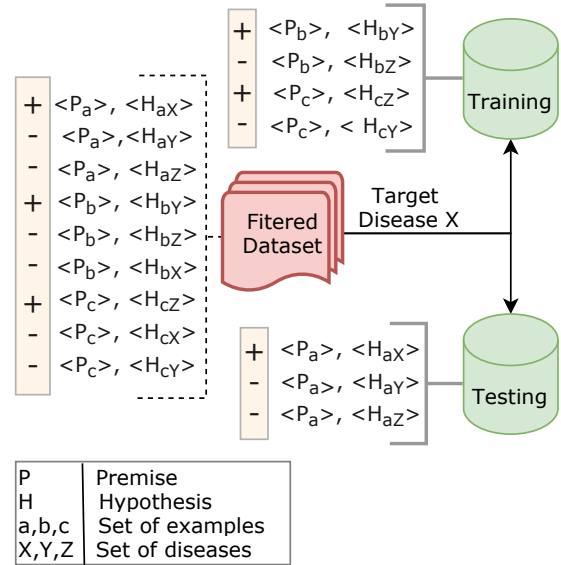 + <Pb>, <HbY>
- <Pb>, <HbZ>
+ <Pc>, <HcZ>
- <Pc>, < HcY>
Training
+ <Pa>, <HaX>
- <Pa>,<HaY>
- <Pa>, <HaZ>
+ <Pb>, <HbY>
- <Pb>, <HbZ>
- <Pb>, <HbX>
+ <Pc>, <HcZ>
- <Pc>, <HcX>
- <Pc>, <HcY>
Fitered
Dataset
Target
Disease X
+ <Pa>, <HaX>
- <Pa>, <HaY>
- <Pa>, <HaZ>
Testing
P Premise
H Hypothesis
a,b,c Set of examples
X,Y,Z Set of diseases